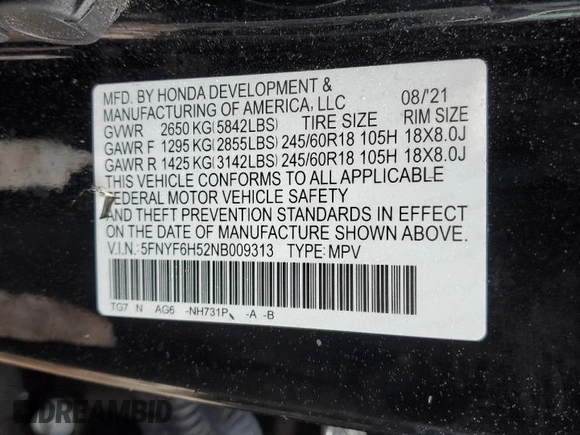 MFD. BY HONDA DEVELOPMENT &
MANUFACTURING OF AMERICA, LLC 08/'21
GVWR 2650 KG(5842LBS) TIRE SIZE RIM SIZE
GAWR F 1295 KG(2855LBS) 245/60R18 105H 18X8.0J
GAWR R 1425 KG(3142LBS) 245/60R18 105H 18X8.0J
THIS VEHICLE CONFORMS TO ALL APPLICABLE
FEDERAL MOTOR VEHICLE SAFETY
AND THEFT PREVENTION STANDARDS IN EFFECT
ON THE DATE OF MANUFACTURE SHOWN ABOVE.
V.I.N.: 5FNYF6H52NB009313 TYPE: MPV
TG7 N AG6 -NH731P -A -B
DREAMBID